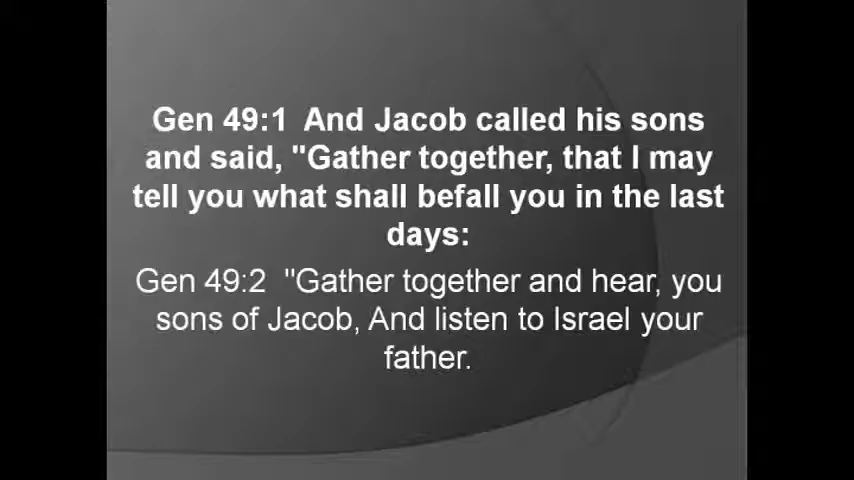 Gen 49:1  And Jacob called his sons
and said, "Gather together, that I may
tell you what shall befall you in the last
days:
Gen 49:2  "Gather together and hear, you
sons of Jacob, And listen to Israel your
father.